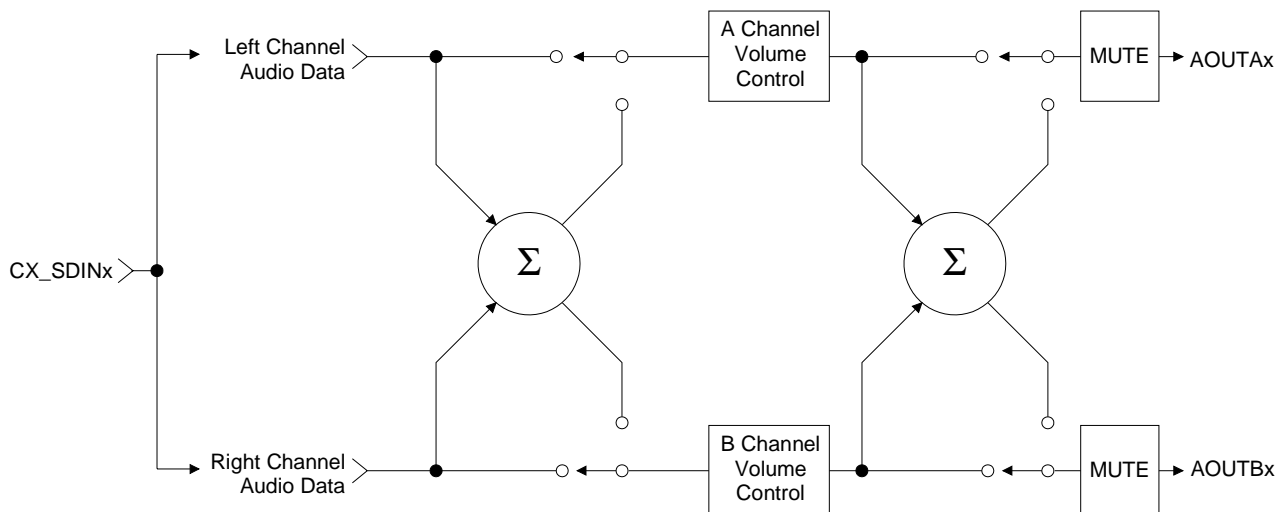 Left Channel
Audio Data
A Channel
Volume
Control
MUTE
AOUTAx
CX_SDINx
Σ
Σ
Right Channel
Audio Data
B Channel
Volume
Control
MUTE
AOUTBx